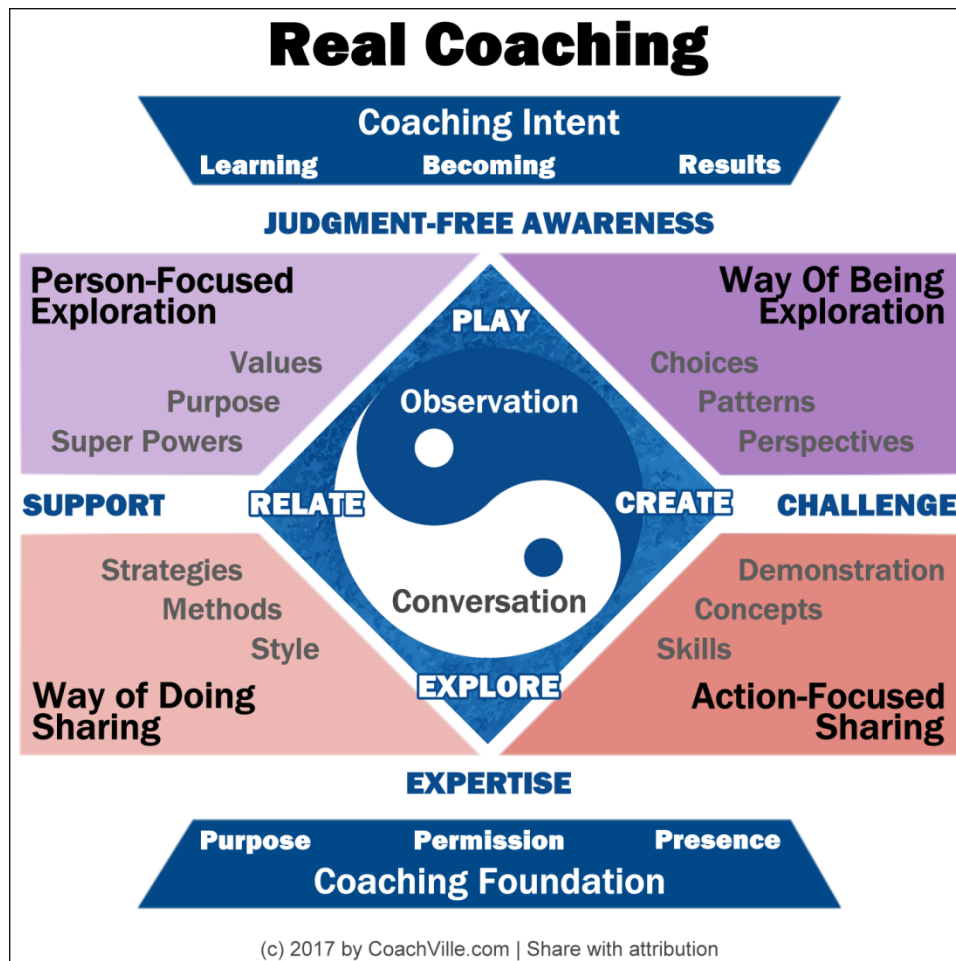 Real Coaching
Coaching Intent
Learning Becoming Results
JUDGMENT-FREE AWARENESS
Person-Focused
Exploration
Values
Purpose
Super Powers
Way Of Being
Exploration
Choices
Patterns
Perspectives
PLAY
Observation
SUPPORT
RELATE
CREATE
CHALLENGE
Conversation
EXPLORE
Strategies
Methods
Style
Way of Doing
Sharing
Demonstration
Concepts
Skills
Action-Focused
Sharing
EXPERTISE
Purpose Permission Presence
Coaching Foundation
(c) 2017 by CoachVille.com | Share with attribution